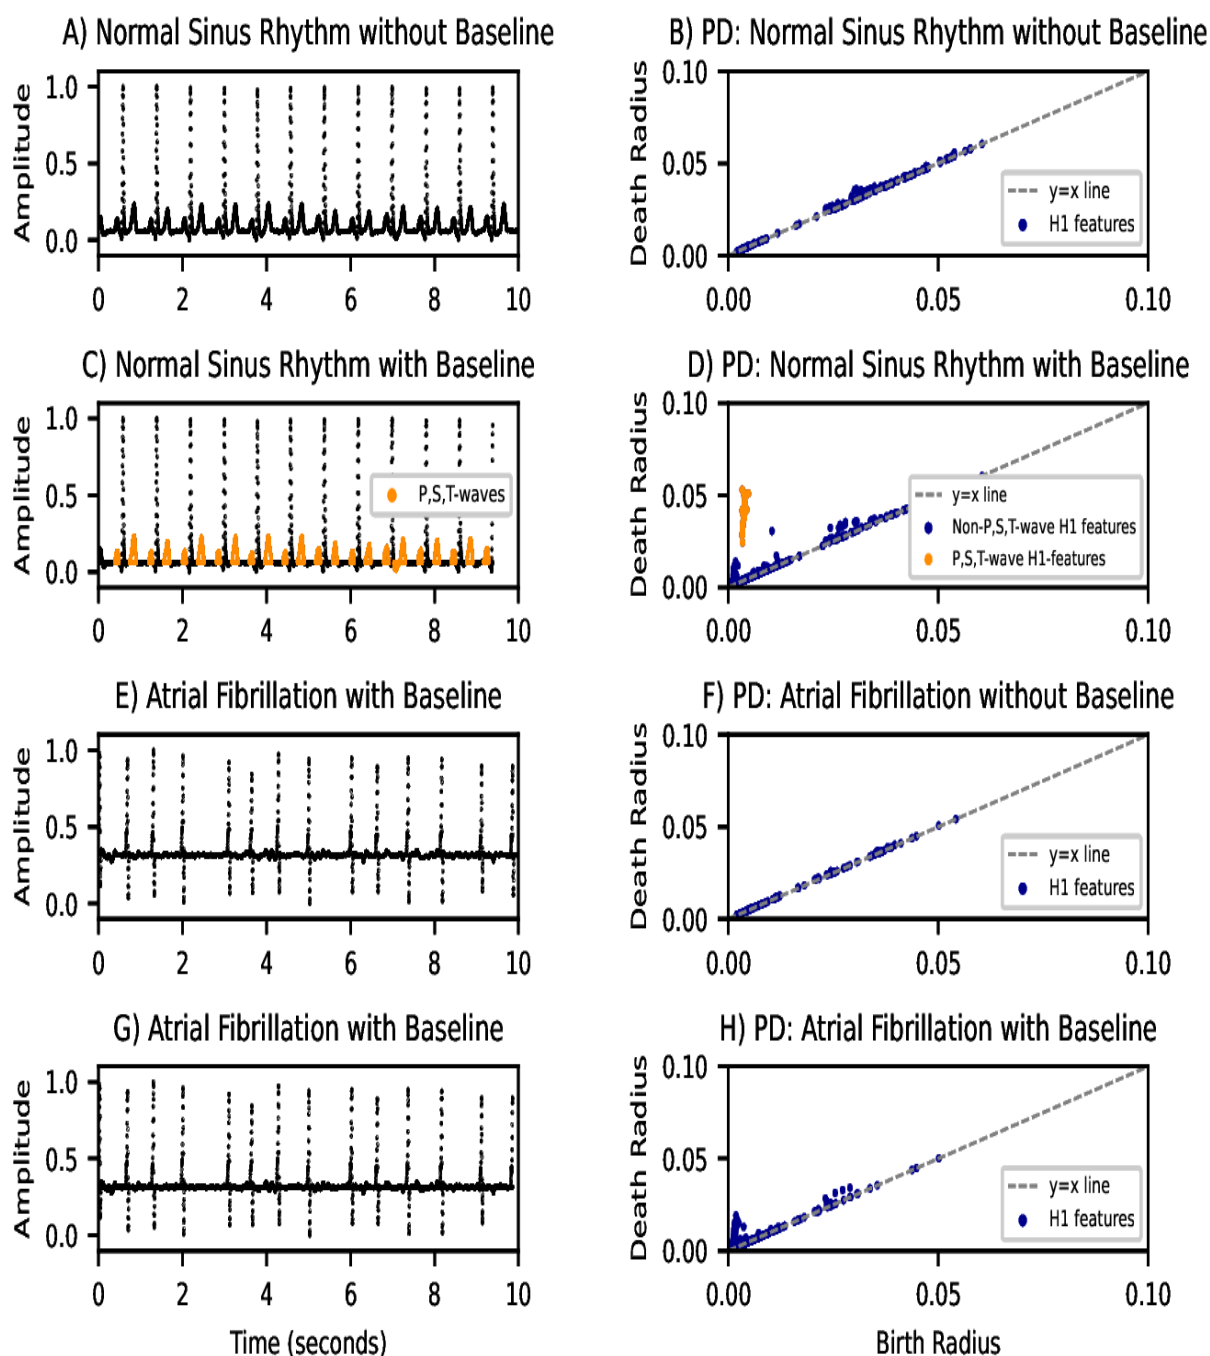 A) Normal Sinus Rhythm without Baseline
Amplitude
1.0
0.5
0.0
0 2 4 6 8 10
B) PD: Normal Sinus Rhythm without Baseline
Death Radius
0.10
0.05
0.00
y=x line
H1 features
0.00 0.05 0.10
C) Normal Sinus Rhythm with Baseline
Amplitude
1.0
0.5
0.0
P,S,T-waves
0 2 4 6 8 10
D) PD: Normal Sinus Rhythm with Baseline
Death Radius
0.10
0.05
0.00
y=x line
Non-P,S,T-wave H1 features
P,S,T-wave H1-features
0.00 0.05 0.10
E) Atrial Fibrillation with Baseline
Amplitude
1.0
0.5
0.0
0 2 4 6 8 10
F) PD: Atrial Fibrillation without Baseline
Death Radius
0.10
0.05
0.00
y=x line
H1 features
0.00 0.05 0.10
G) Atrial Fibrillation with Baseline
Amplitude
1.0
0.5
0.0
0 2 4 6 8 10
Time (seconds)
H) PD: Atrial Fibrillation with Baseline
Death Radius
0.10
0.05
0.00
y=x line
H1 features
0.00 0.05 0.10
Birth Radius